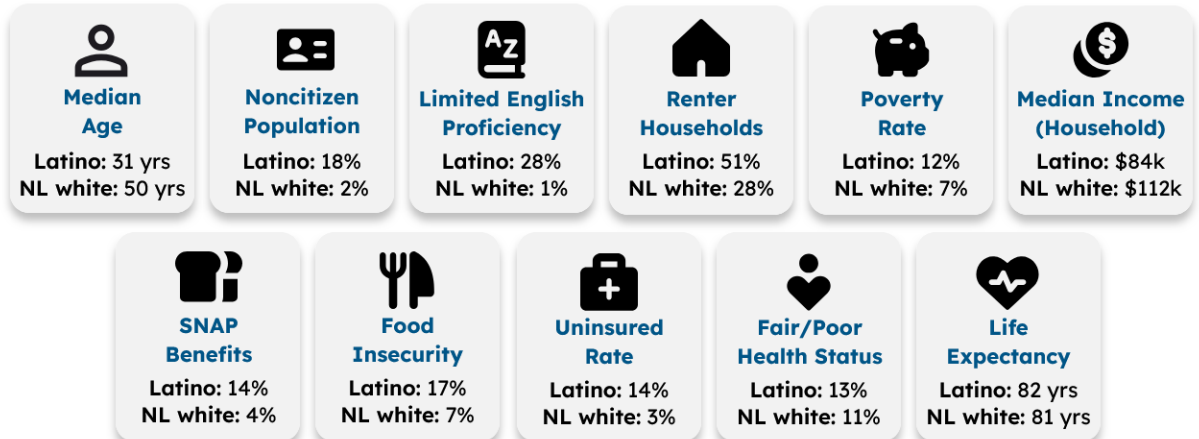 Median
Age
Latino: 31 yrs
NL white: 50 yrs
Noncitizen
Population
Latino: 18%
NL white: 2%
A Z
Limited English
Proficiency
Latino: 28%
NL white: 1%
Renter
Households
Latino: 51%
NL white: 28%
Poverty
Rate
Latino: 12%
NL white: 7%
$
Median Income
(Household)
Latino: $84k
NL white: $112k
SNAP
Benefits
Latino: 14%
NL white: 4%
Food
Insecurity
Latino: 17%
NL white: 7%
Uninsured
Rate
Latino: 14%
NL white: 3%
Fair/Poor
Health Status
Latino: 13%
NL white: 11%
Life
Expectancy
Latino: 82 yrs
NL white: 81 yrs